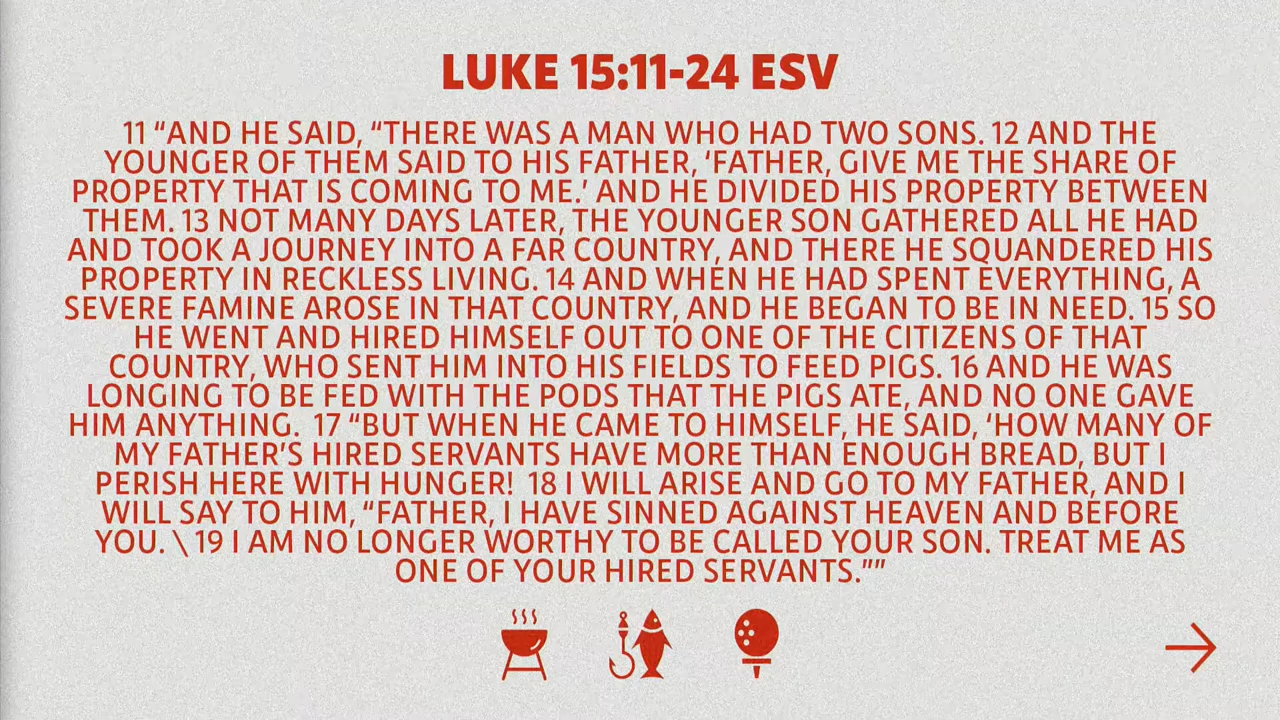 LUKE 15:11-24 ESV
11 “AND HE SAID, “THERE WAS A MAN WHO HAD TWO SONS. 12 AND THE
YOUNGER OF THEM SAID TO HIS FATHER, ‘FATHER, GIVE ME THE SHARE OF
PROPERTY THAT IS COMING TO ME.’ AND HE DIVIDED HIS PROPERTY BETWEEN
THEM. 13 NOT MANY DAYS LATER, THE YOUNGER SON GATHERED ALL HE HAD
AND TOOK A JOURNEY INTO A FAR COUNTRY, AND THERE HE SQUANDERED HIS
PROPERTY IN RECKLESS LIVING. 14 AND WHEN HE HAD SPENT EVERYTHING, A
SEVERE FAMINE AROSE IN THAT COUNTRY, AND HE BEGAN TO BE IN NEED. 15 SO
HE WENT AND HIRED HIMSELF OUT TO ONE OF THE CITIZENS OF THAT
COUNTRY, WHO SENT HIM INTO HIS FIELDS TO FEED PIGS. 16 AND HE WAS
LONGING TO BE FED WITH THE PODS THAT THE PIGS ATE, AND NO ONE GAVE
HIM ANYTHING.  17 “BUT WHEN HE CAME TO HIMSELF, HE SAID, ‘HOW MANY OF
MY FATHER’S HIRED SERVANTS HAVE MORE THAN ENOUGH BREAD, BUT I
PERISH HERE WITH HUNGER!  18 I WILL ARISE AND GO TO MY FATHER, AND I
WILL SAY TO HIM, “FATHER, I HAVE SINNED AGAINST HEAVEN AND BEFORE
YOU. \ 19 I AM NO LONGER WORTHY TO BE CALLED YOUR SON. TREAT ME AS
ONE OF YOUR HIRED SERVANTS.””